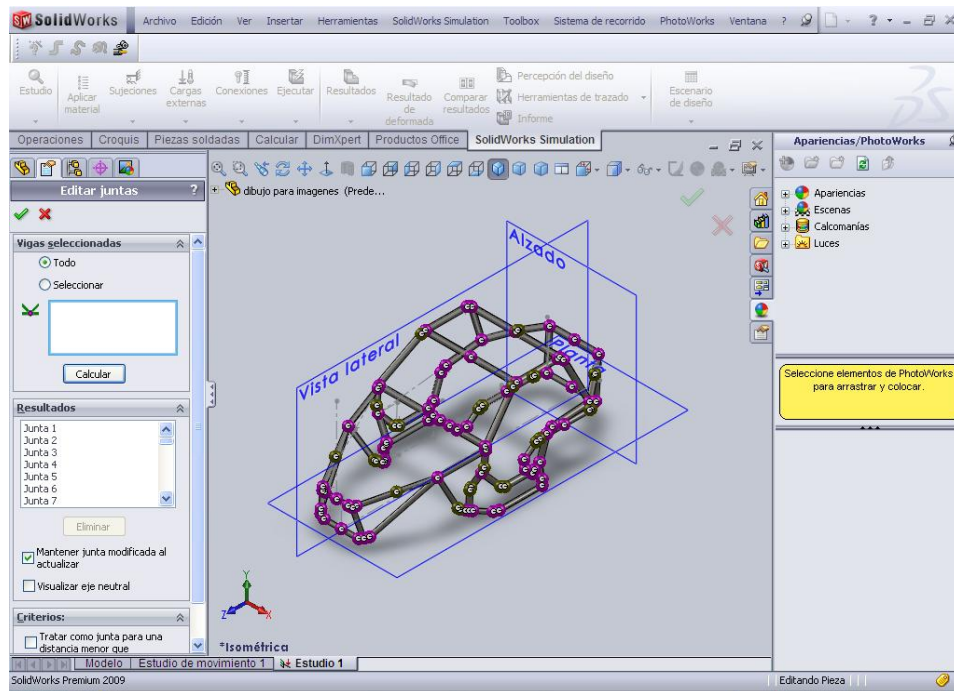 SolidWorks Archivo Edición Ver Insertar Herramientas SolidWorks Simulation Toolbox Sistema de recorrido PhotoWorks Ventana ?
Estudio Aplicar material Sujeciones Cargas externas Conexiones Ejecutar Resultados Resultado de deformada Comparar resultados
Percepción del diseño
Herramientas de trazado
Informe
Escenario de diseño
Operaciones Croquis Piezas soldadas Calcular DimXpert Productos Office SolidWorks Simulation
Editar juntas ?
Vigas seleccionadas
Todo
Seleccionar
Calcular
Resultados
Junta 1
Junta 2
Junta 3
Junta 4
Junta 5
Junta 6
Junta 7
Eliminar
Mantener junta modificada al
actualizar
Visualizar eje neutral
Criterios:
Tratar como junta para una
distancia menor que
dibujo para imagenes (Prede...
Alzado
Vista lateral
Planta
Y
Z
X
*Isométrica
Apariencias/PhotoWorks
Apariencias
Escenas
Calcomanías
Luces
Seleccione elementos de PhotoWorks
para arrastrar y colocar.
Modelo Estudio de movimiento 1 Estudio 1
SolidWorks Premium 2009 Editando Pieza